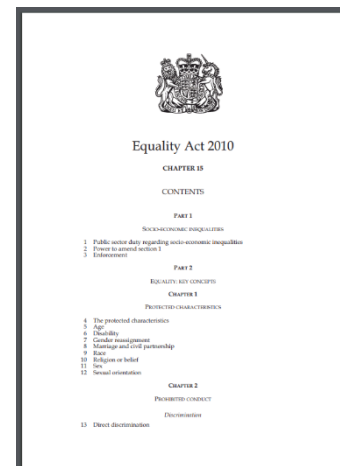 Equality Act 2010
CHAPTER 15
CONTENTS
PART 1
SOCIO-ECONOMIC INEQUALITIES
1 Public sector duty regarding socio-economic inequalities
2 Power to amend section 1
3 Enforcement
PART 2
EQUALITY: KEY CONCEPTS
CHAPTER 1
PROTECTED CHARACTERISTICS
4 The protected characteristics
5 Age
6 Disability
7 Gender reassignment
8 Marriage and civil partnership
9 Race
10 Religion or belief
11 Sex
12 Sexual orientation
CHAPTER 2
PROHIBITED CONDUCT
Discrimination
13 Direct discrimination